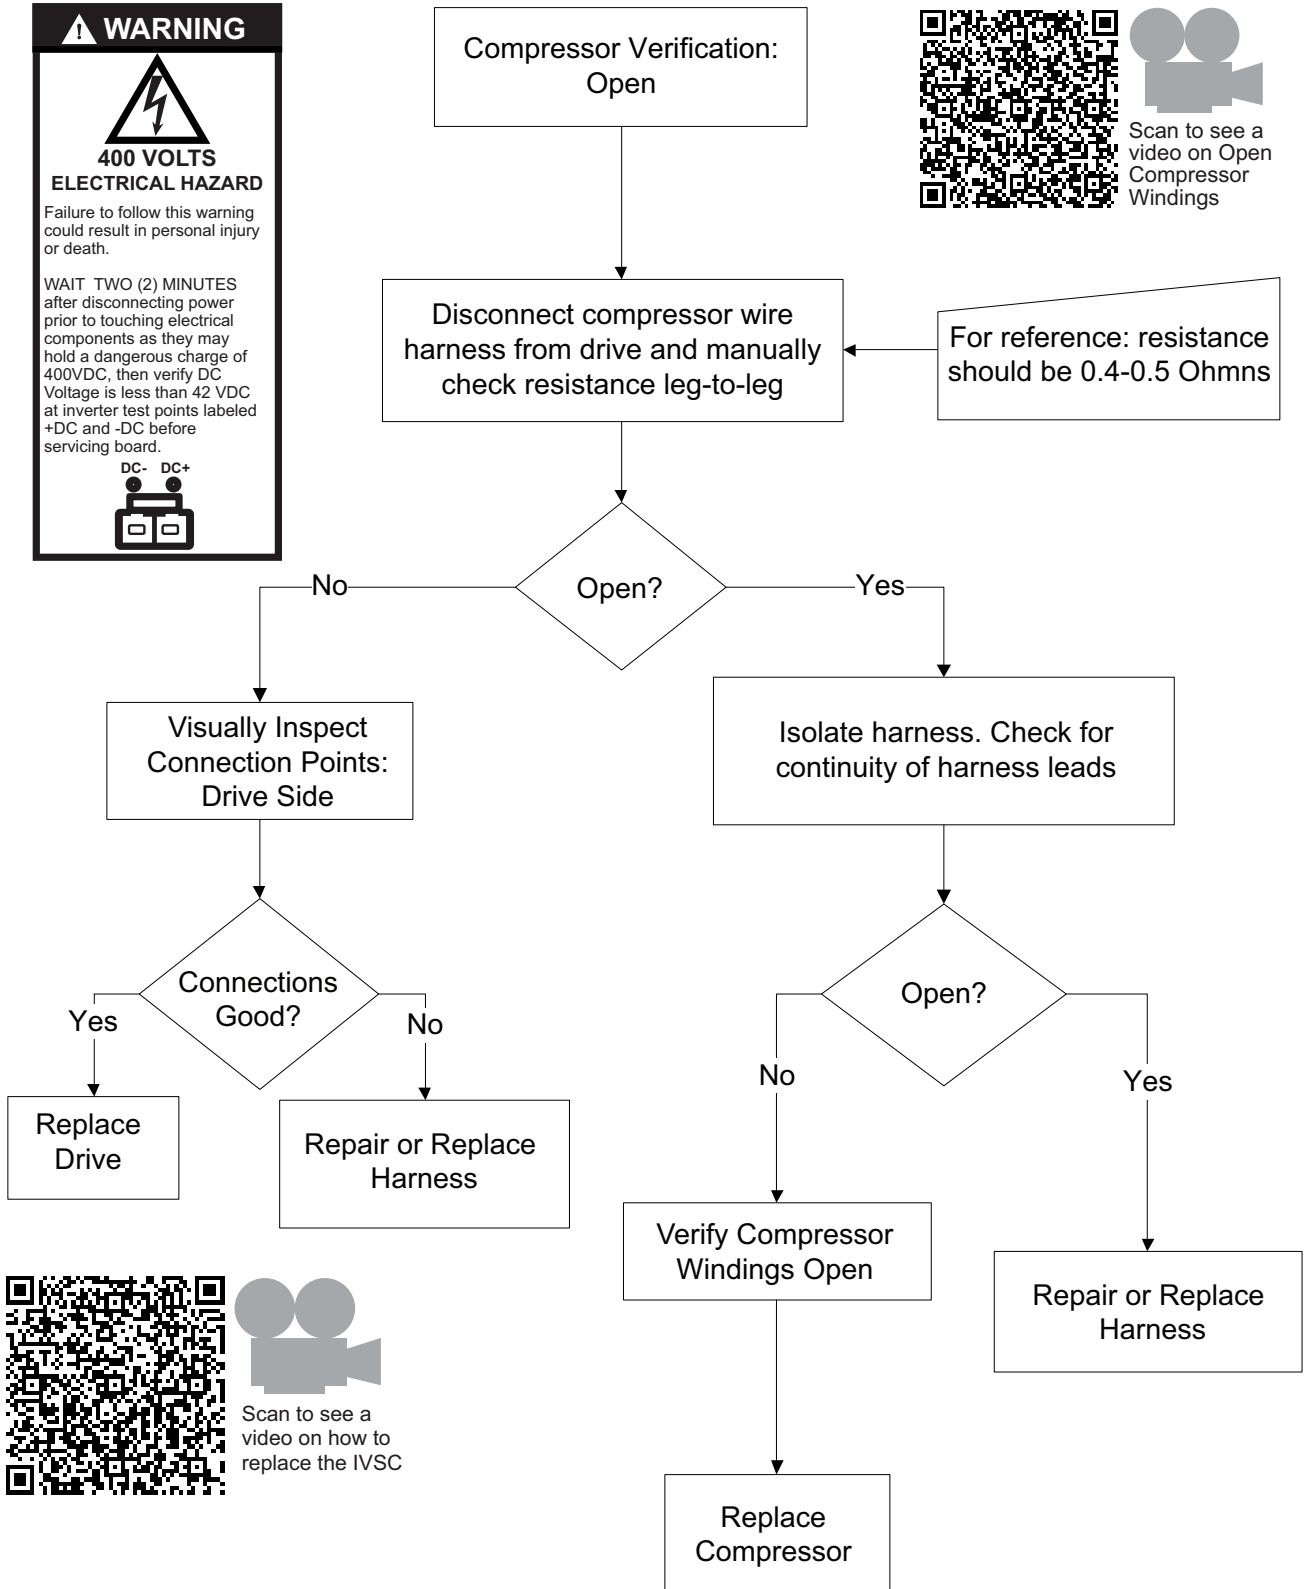 WARNING
400 VOLTS
ELECTRICAL HAZARD
Failure to follow this warning
could result in personal injury
or death.
WAIT TWO (2) MINUTES
after disconnecting power
prior to touching electrical
components as they may
hold a dangerous charge of
400VDC, then verify DC
Voltage is less than 42 VDC
at inverter test points labeled
+DC and -DC before
servicing board.
DC- DC+
Compressor Verification:
Open
Scan to see a
video on Open
Compressor
Windings
Disconnect compressor wire
harness from drive and manually
check resistance leg-to-leg
For reference: resistance
should be 0.4-0.5 Ohmns
Open?
No
Yes
Visually Inspect
Connection Points:
Drive Side
Isolate harness. Check for
continuity of harness leads
Connections
Good?
Yes
No
Open?
No
Yes
Replace
Drive
Repair or Replace
Harness
Verify Compressor
Windings Open
Repair or Replace
Harness
Scan to see a
video on how to
replace the IVSC
Replace
Compressor